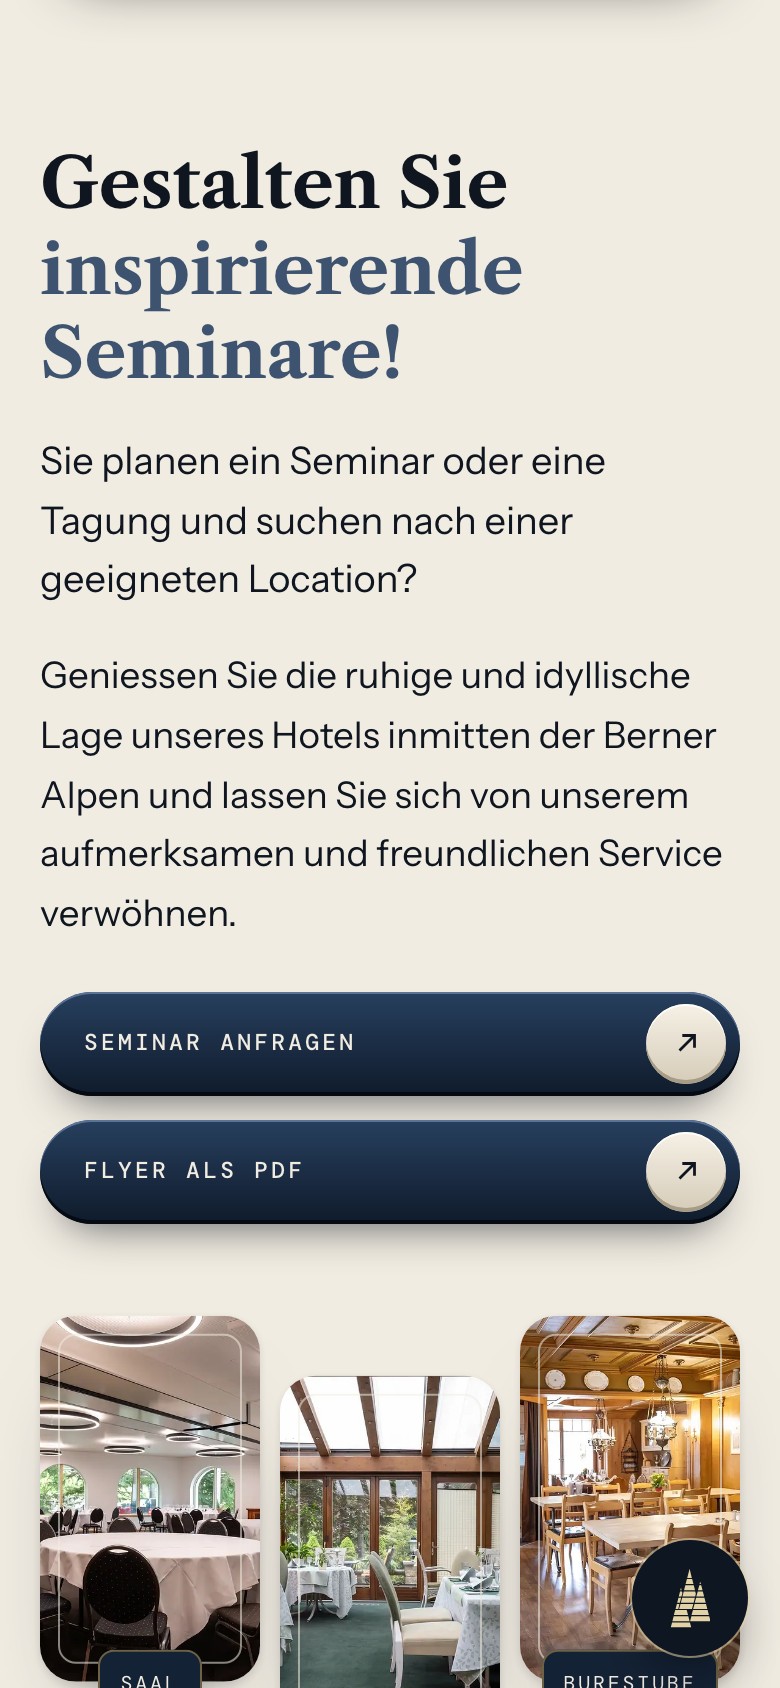 Gestalten Sie
inspirierende
Seminare!
Sie planen ein Seminar oder eine
Tagung und suchen nach einer
geeigneten Location?
Geniessen Sie die ruhige und idyllische
Lage unseres Hotels inmitten der Berner
Alpen und lassen Sie sich von unserem
aufmerksamen und freundlichen Service
verwöhnen.
SEMINAR ANFRAGEN
FLYER ALS PDF
SAAL
BURESTUBE